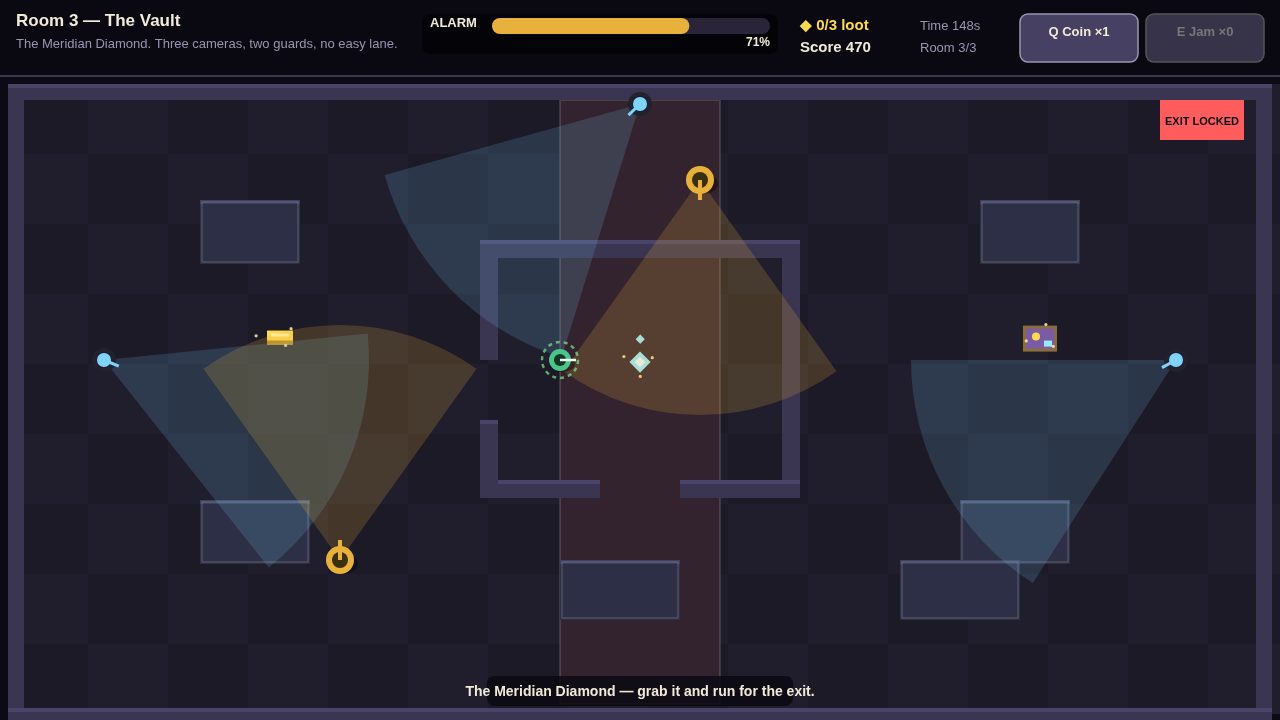 Room 3 — The Vault
The Meridian Diamond. Three cameras, two guards, no easy lane.
ALARM
71%
◆ 0/3 loot
Score 470
Time 148s
Room 3/3
Q Coin ×1
E Jam ×0
EXIT LOCKED
The Meridian Diamond — grab it and run for the exit.